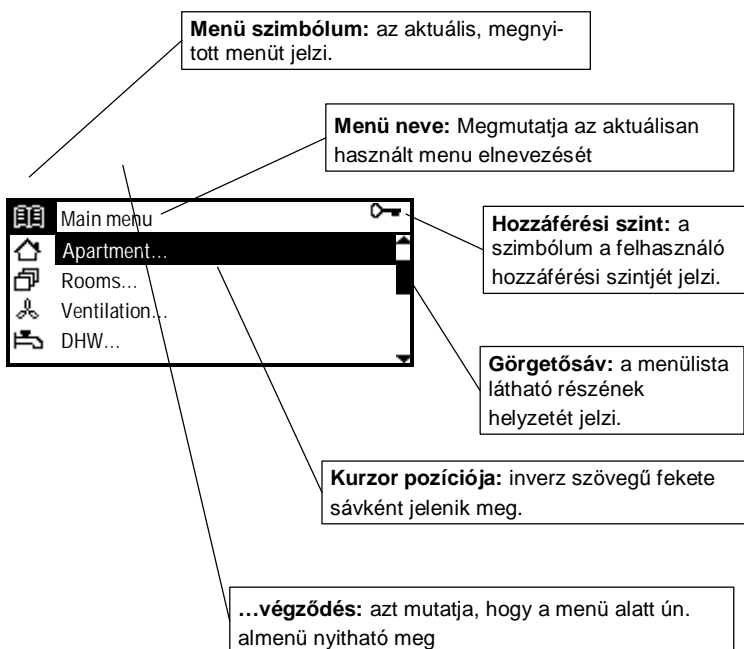 Menü szimbólum: az aktuális, megnyi-
tott menüt jelzi.
Menü neve: Megmutatja az aktuálisan
használt menu elnevezését
Main menu
Apartment...
Rooms...
Ventilation...
DHW...
Hozzáférési szint: a
szimbólum a felhasználó
hozzáférési szintjét jelzi.
Görgetősáv: a menülista
látható részének
helyzetét jelzi.
Kurzor pozíciója: inverz szövegű fekete
sávként jelenik meg.
...végződés: azt mutatja, hogy a menü alatt ún.
almenü nyitható meg